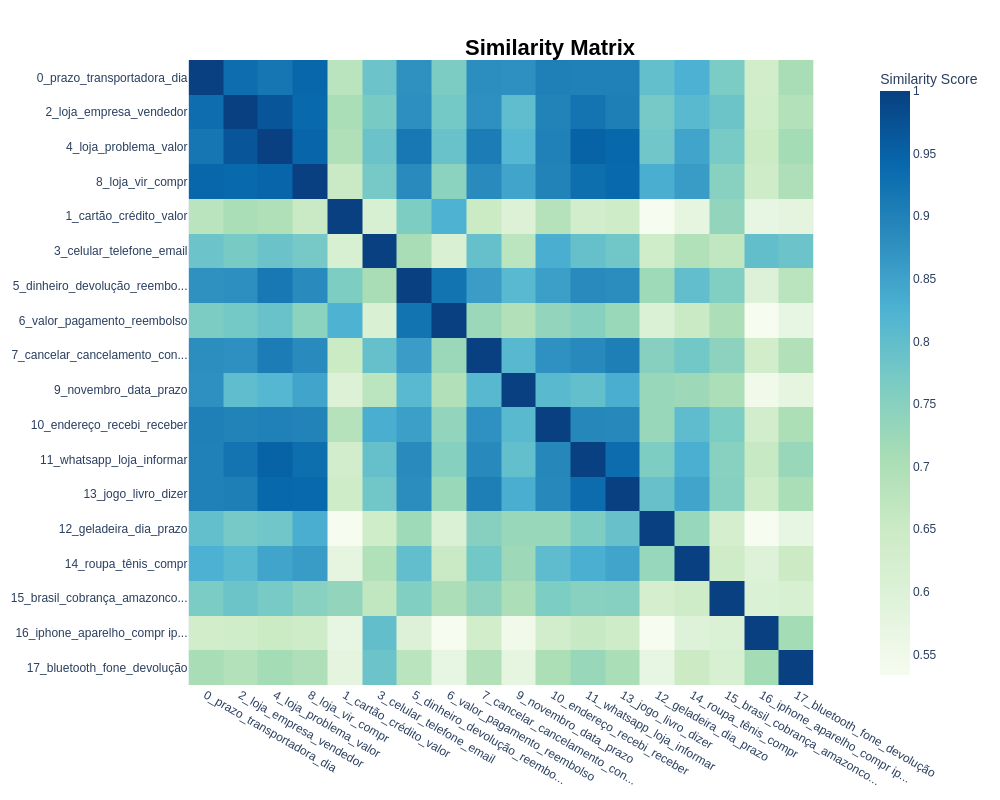 Similarity Matrix
0_prazo_transportadora_dia
2_loja_empresa_vendedor
4_loja_problema_valor
8_loja_vir_compr
1_cartão_crédito_valor
3_celular_telefone_email
5_dinheiro_devolução_reembo...
6_valor_pagamento_reembolso
7_cancelar_cancelamento_con...
9_novembro_data_prazo
10_endereço_recebi_receber
11_whatsapp_loja_informar
13_jogo_livro_dizer
12_geladeira_dia_prazo
14_roupa_tênis_compr
15_brasil_cobrança_amazonco...
16_iphone_aparelho_compr ip...
17_bluetooth_fone_devolução
0_prazo_transportadora_dia
2_loja_empresa_vendedor
4_loja_problema_valor
8_loja_vir_compr
1_cartão_crédito_valor
3_celular_telefone_email
5_dinheiro_devolução_reembo...
6_valor_pagamento_reembolso
7_cancelar_cancelamento_con...
9_novembro_data_prazo
10_endereço_recebi_receber
11_whatsapp_loja_informar
13_jogo_livro_dizer
12_geladeira_dia_prazo
14_roupa_tênis_compr
15_brasil_cobrança_amazonco...
16_iphone_aparelho_compr ip...
17_bluetooth_fone_devolução
Similarity Score
1
0.95
0.9
0.85
0.8
0.75
0.7
0.65
0.6
0.55